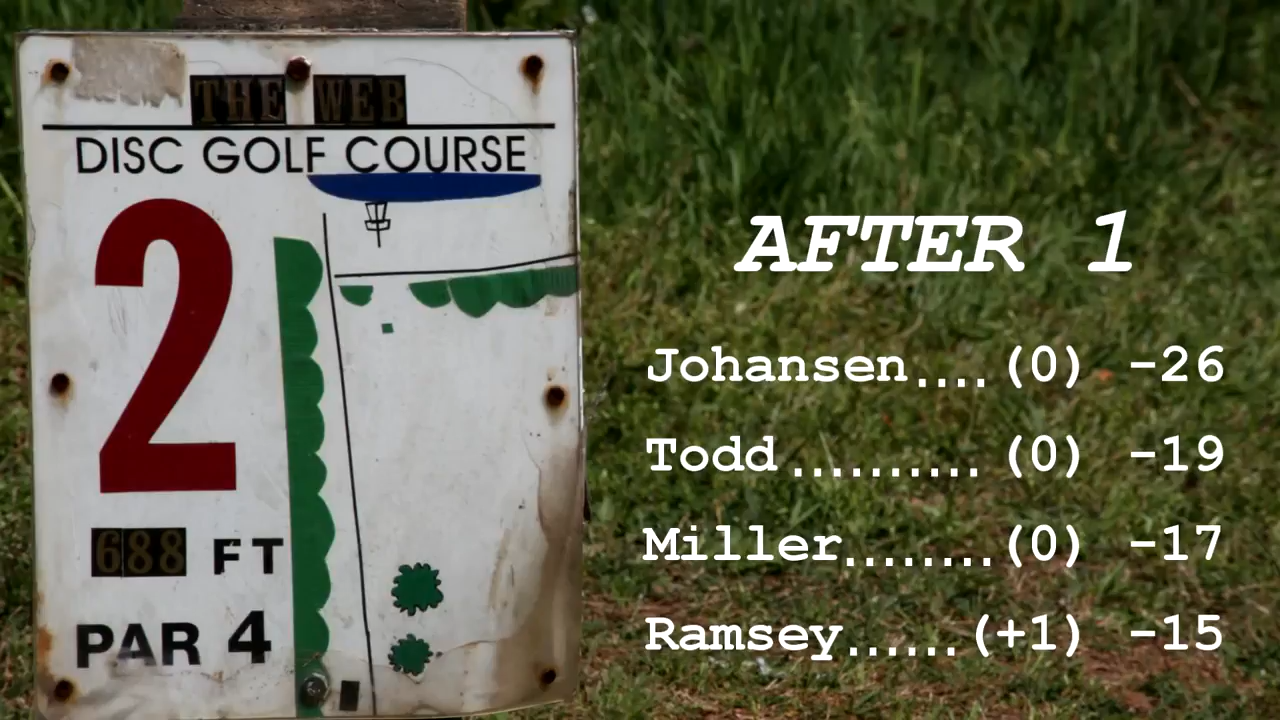 THE WEB
DISC GOLF COURSE
2
688 FT
PAR 4
AFTER 1
Johansen....(0) -26
Todd..........(0) -19
Miller........(0) -17
Ramsey......(+1) -15